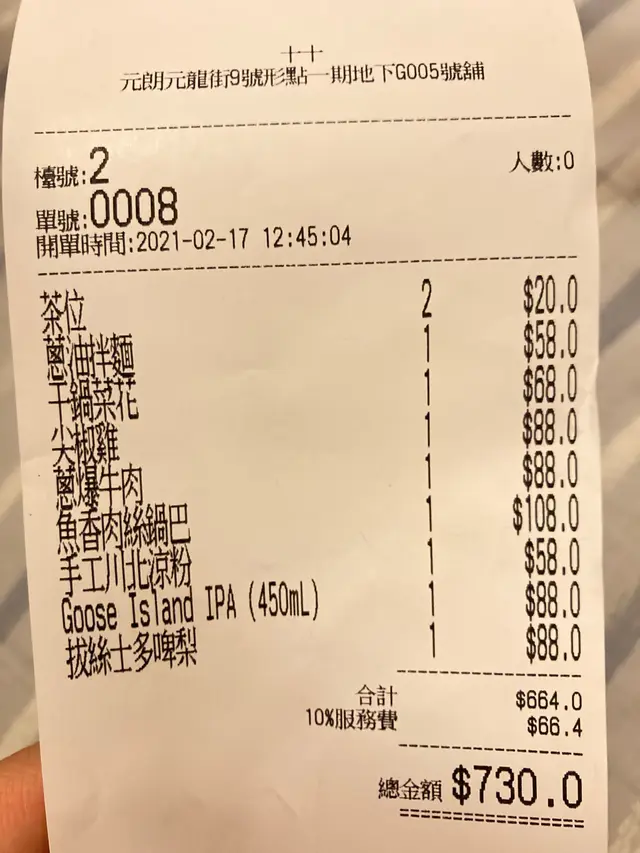 十十
元朗元龍街9號形點一期地下G005號舖
檯號:2 人數:0
單號:0008
開單時間:2021-02-17 12:45:04
茶位 2 $20.0
蔥油拌麵 1 $58.0
干鍋菜花 1 $68.0
尖椒雞 1 $88.0
蔥爆牛肉 1 $88.0
魚香肉絲鍋巴 1 $108.0
手工川北凉粉 1 $58.0
Goose Island IPA (450mL) 1 $88.0
拔絲士多啤梨 1 $88.0
合計 $664.0
10%服務費 $66.4
總金額 $730.0